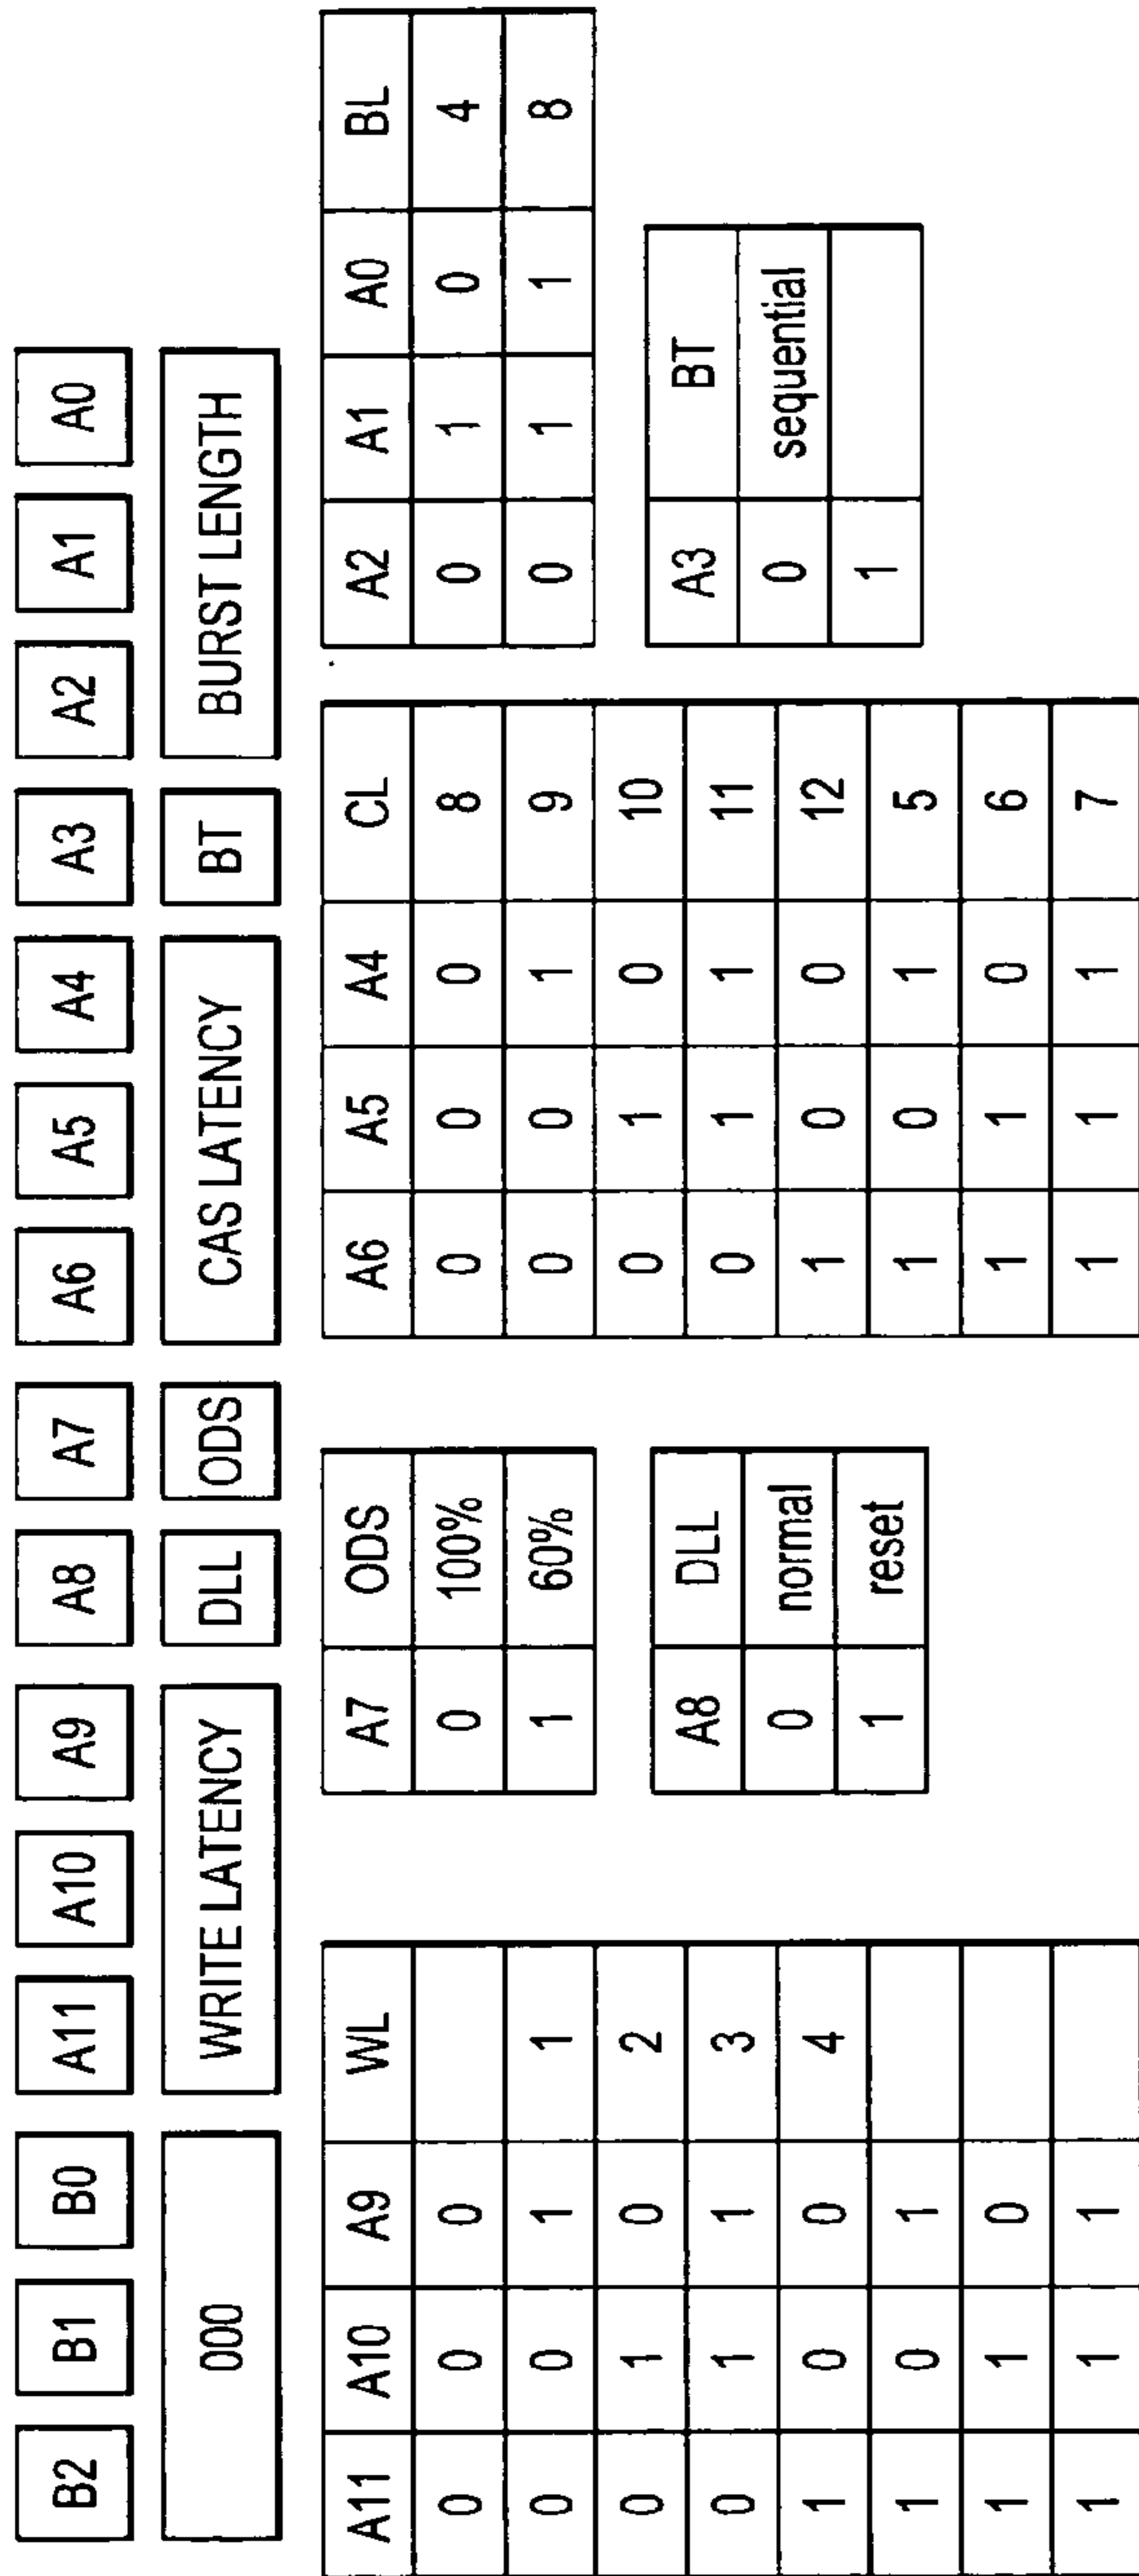 B2 B1 B0 A11 A10 A9 A8 A7 A6 A5 A4 A3 A2 A1 A0
000 WRITE LATENCY DLL ODS CAS LATENCY BT BURST LENGTH
A11 A10 A9 WL
0 0 0
0 0 1 1
0 1 0 2
0 1 1 3
1 0 0 4
1 0 1
1 1 0
1 1 1
A7 ODS
0 100%
1 60%
A8 DLL
0 normal
1 reset
A6 A5 A4 CL
0 0 0 8
0 0 1 9
0 1 0 10
0 1 1 11
1 0 0 12
1 0 1 5
1 1 0 6
1 1 1 7
A2 A1 A0 BL
0 1 0 4
0 1 1 8
A3 BT
0 sequential
1